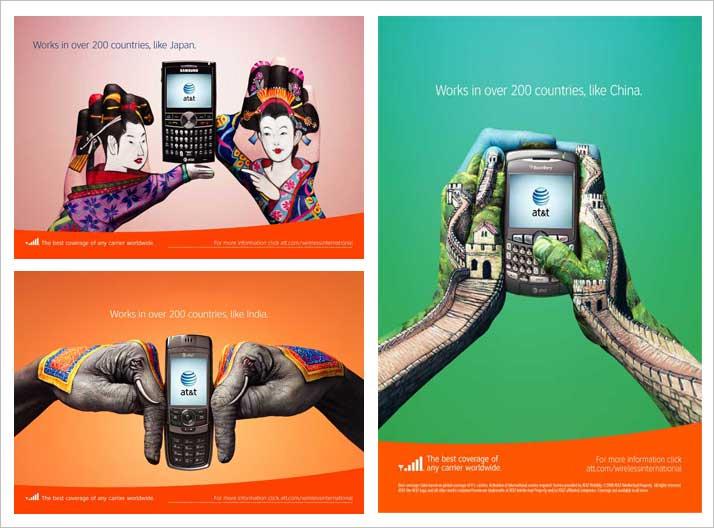 Works in over 200 countries, like Japan.
SAMSUNG
at&t
at&t
The best coverage of any carrier worldwide.
For more information click att.com/wirelessinternational
Works in over 200 countries, like India.
at&t
at&t
The best coverage of any carrier worldwide.
For more information click att.com/wirelessinternational
Works in over 200 countries, like China.
BlackBerry
at&t
at&t
The best coverage of
any carrier worldwide.
For more information click
att.com/wirelessinternational